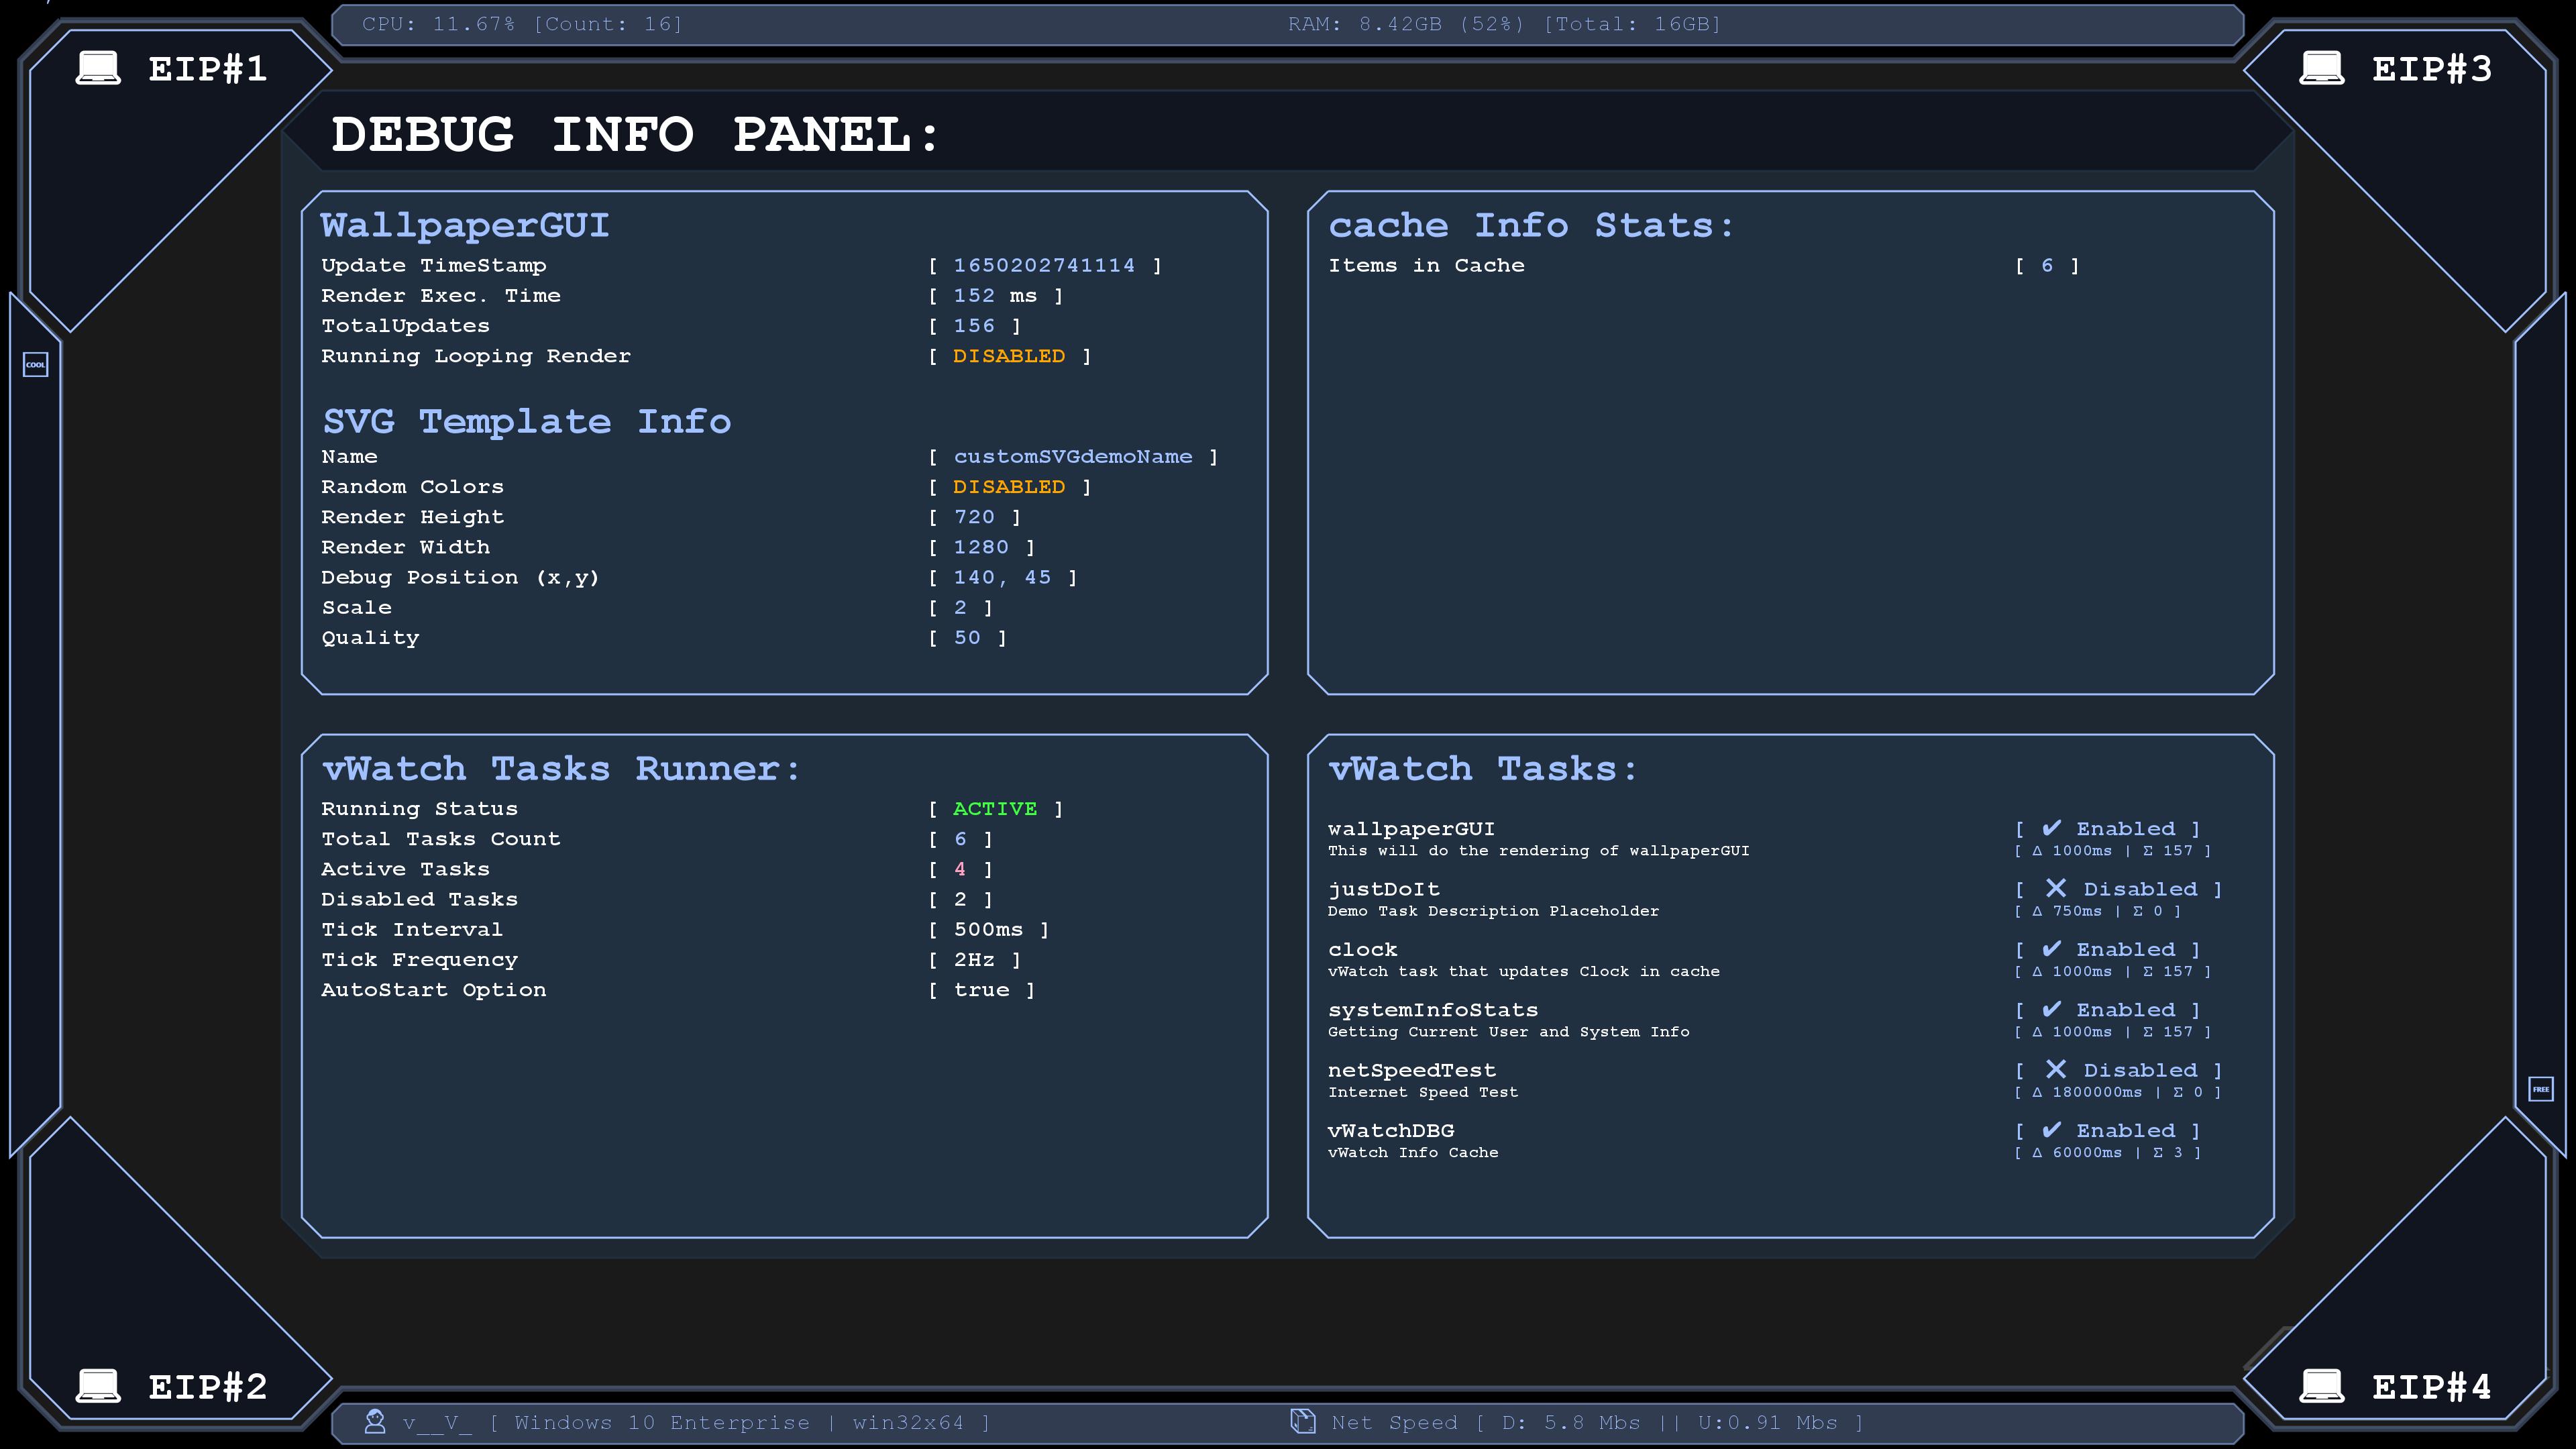 CPU: 11.67% [Count: 16]
RAM: 8.42GB (52%) [Total: 16GB]
EIP#1
EIP#3
DEBUG INFO PANEL:
WallpaperGUI
Update TimeStamp [ 1650202741114 ]
Render Exec. Time [ 152 ms ]
TotalUpdates [ 156 ]
Running Looping Render [ DISABLED ]
SVG Template Info
Name [ customSVGdemoName ]
Random Colors [ DISABLED ]
Render Height [ 720 ]
Render Width [ 1280 ]
Debug Position (x,y) [ 140, 45 ]
Scale [ 2 ]
Quality [ 50 ]
cache Info Stats:
Items in Cache [ 6 ]
COOL
vWatch Tasks Runner:
Running Status [ ACTIVE ]
Total Tasks Count [ 6 ]
Active Tasks [ 4 ]
Disabled Tasks [ 2 ]
Tick Interval [ 500ms ]
Tick Frequency [ 2Hz ]
AutoStart Option [ true ]
vWatch Tasks:
wallpaperGUI [ ✔ Enabled ]
This will do the rendering of wallpaperGUI [ Δ 1000ms | Σ 157 ]
justDoIt [ ✕ Disabled ]
Demo Task Description Placeholder [ Δ 750ms | Σ 0 ]
clock [ ✔ Enabled ]
vWatch task that updates Clock in cache [ Δ 1000ms | Σ 157 ]
systemInfoStats [ ✔ Enabled ]
Getting Current User and System Info [ Δ 1000ms | Σ 157 ]
netSpeedTest [ ✕ Disabled ]
Internet Speed Test [ Δ 1800000ms | Σ 0 ]
vWatchDBG [ ✔ Enabled ]
vWatch Info Cache [ Δ 60000ms | Σ 3 ]
FREE
EIP#2
EIP#4
v__V_ [ Windows 10 Enterprise | win32x64 ]
Net Speed [ D: 5.8 Mbs || U:0.91 Mbs ]